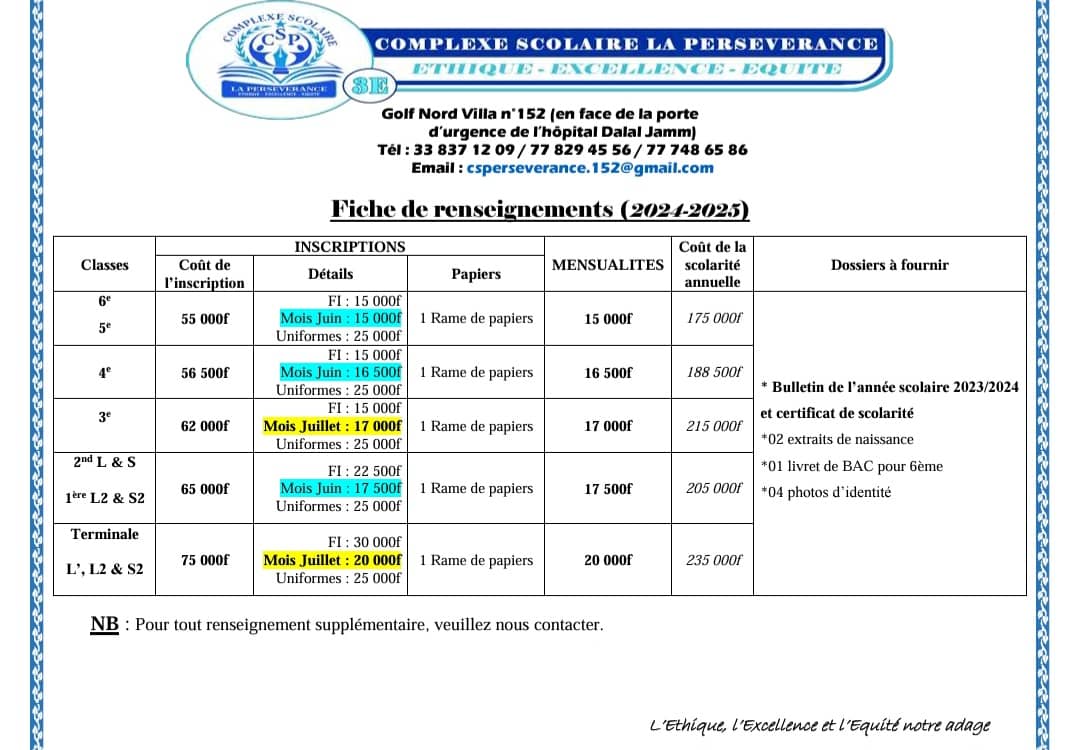 COMPLEXE SCOLAIRE
CSP
LA PERSEVERANCE
ETHIQUE - EXCELLENCE - EQUITE
3E
COMPLEXE SCOLAIRE LA PERSEVERANCE
ETHIQUE - EXCELLENCE - EQUITE
Golf Nord Villa n°152 (en face de la porte
d'urgence de l'hôpital Dalal Jamm)
Tél : 33 837 12 09 / 77 829 45 56 / 77 748 65 86
Email : csperseverance.152@gmail.com
Fiche de renseignements (2024-2025)
Classes
INSCRIPTIONS
Coût de
l'inscription
Détails
Papiers
MENSUALITES
Coût de la
scolarité
annuelle
Dossiers à fournir
6e
5e
55 000f
FI : 15 000f
Mois Juin : 15 000f
Uniformes : 25 000f
1 Rame de papiers
15 000f
175 000f
4e
56 500f
FI : 15 000f
Mois Juin : 16 500f
Uniformes : 25 000f
1 Rame de papiers
16 500f
188 500f
3e
62 000f
FI : 15 000f
Mois Juillet : 17 000f
Uniformes : 25 000f
1 Rame de papiers
17 000f
215 000f
2nd L & S
1ère L2 & S2
65 000f
FI : 22 500f
Mois Juin : 17 500f
Uniformes : 25 000f
1 Rame de papiers
17 500f
205 000f
Terminale
L', L2 & S2
75 000f
FI : 30 000f
Mois Juillet : 20 000f
Uniformes : 25 000f
1 Rame de papiers
20 000f
235 000f
* Bulletin de l'année scolaire 2023/2024
et certificat de scolarité
*02 extraits de naissance
*01 livret de BAC pour 6ème
*04 photos d'identité
NB : Pour tout renseignement supplémentaire, veuillez nous contacter.
L'Ethique, l'Excellence et l'Equité notre adage